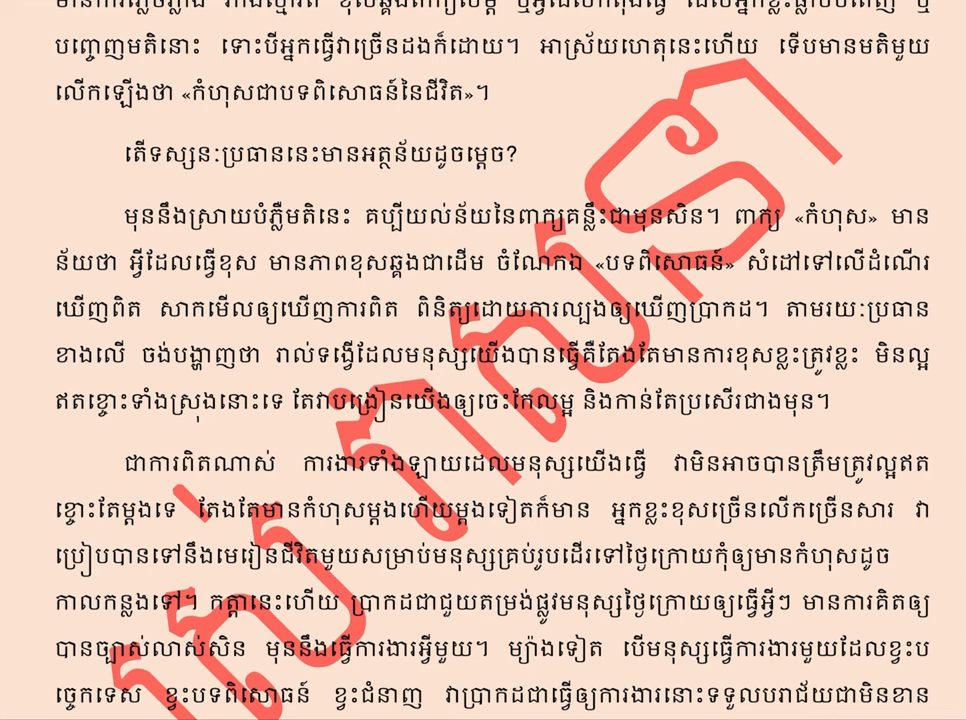 បញ្ចេញមតិនោះ ទោះបីអ្នកធ្វើវាច្រើនដងក៏ដោយ។ អាស្រ័យហេតុនេះហើយ ទើបមានមតិមួយ
លើកឡើងថា «កំហុសជាបទពិសោធន៍នៃជីវិត»។
តើទស្សនៈប្រធាននេះមានអត្ថន័យដូចម្តេច?
មុននឹងស្រាយបំភ្លឺមតិនេះ គប្បីយល់ន័យនៃពាក្យគន្លឹះជាមុនសិន។ ពាក្យ «កំហុស» មាន
ន័យថា អ្វីដែលធ្វើខុស មានភាពខុសឆ្គងជាដើម ចំណែកឯ «បទពិសោធន៍» សំដៅទៅលើដំណើរ
ឃើញពិត សាកមើលឲ្យឃើញការពិត ពិនិត្យដោយការល្បងឲ្យឃើញប្រាកដ។ តាមរយៈប្រធាន
ខាងលើ ចង់បង្ហាញថា រាល់ទង្វើដែលមនុស្សយើងបានធ្វើគឺតែងតែមានការខុសខ្លះត្រូវខ្លះ មិនល្អ
ឥតខ្ចោះទាំងស្រុងនោះទេ តែវាបង្រៀនយើងឲ្យចេះកែលម្អ និងកាន់តែប្រសើរជាងមុន។
ជាការពិតណាស់ ការងារទាំងឡាយដែលមនុស្សយើងធ្វើ វាមិនអាចបានត្រឹមត្រូវល្អឥត
ខ្ចោះតែម្តងទេ តែងតែមានកំហុសម្តងហើយម្តងទៀតក៏មាន អ្នកខ្លះខុសច្រើនលើកច្រើនសារ វា
ប្រៀបបានទៅនឹងមេរៀនជីវិតមួយសម្រាប់មនុស្សគ្រប់រូបដើរទៅថ្ងៃក្រោយកុំឲ្យមានកំហុសដូច
កាលកន្លងទៅ។ កត្តានេះហើយ ប្រាកដជាជួយតម្រង់ផ្លូវមនុស្សថ្ងៃក្រោយឲ្យធ្វើអ្វីៗ មានការគិតឲ្យ
បានច្បាស់លាស់សិន មុននឹងធ្វើការងារអ្វីមួយ។ ម្យ៉ាងទៀត បើមនុស្សធ្វើការងារមួយដែលខ្វះប
ច្ចេកទេស ខ្វះបទពិសោធន៍ ខ្វះជំនាញ វាប្រាកដជាធ្វើឲ្យការងារនោះទទួលបរាជ័យជាមិនខាន